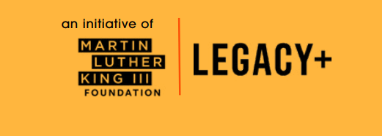 an initiative of
MARTIN
LUTHER
KING III
FOUNDATION
LEGACY+